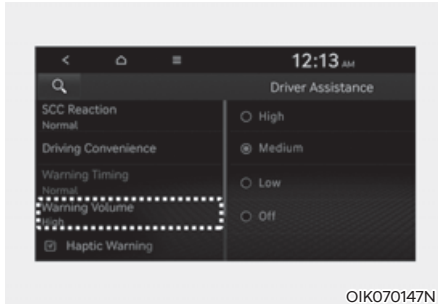 12:13 AM
Driver Assistance
SCC Reaction
Normal
High
Driving Convenience
Medium
Warning Timing
Normal
Low
Warning Volume
High
Off
Haptic Warning
OIK070147N